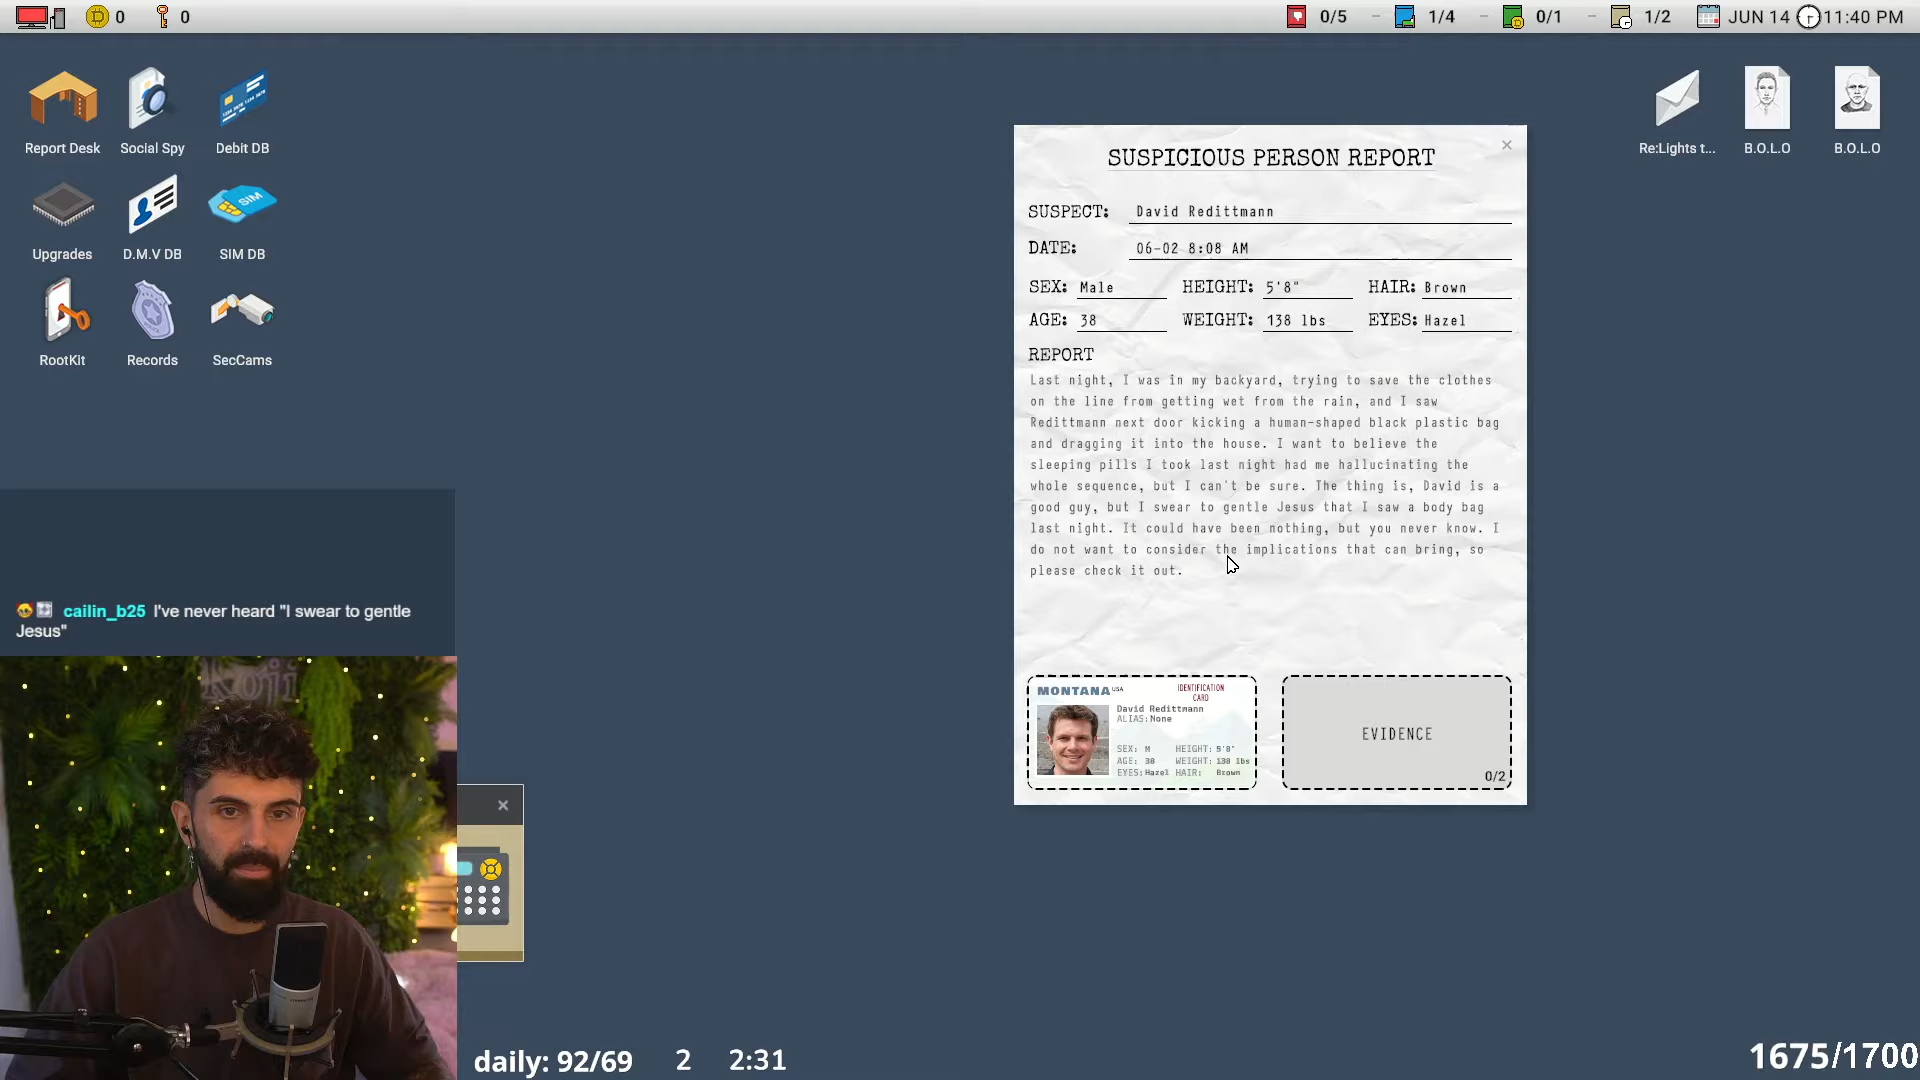 0
0
0/5
1/4
0/1
1/2
JUN 14
11:40 PM
Report Desk
Social Spy
Debit DB
Upgrades
D.M.V DB
SIM DB
SIM
RootKit
Records
SecCams
Re:Lights t...
B.O.L.O
B.O.L.O
SUSPICIOUS PERSON REPORT
SUSPECT: David Redittmann
DATE: 06-02 8:08 AM
SEX: Male HEIGHT: 5'8" HAIR: Brown
AGE: 38 WEIGHT: 138 lbs EYES: Hazel
REPORT
Last night, I was in my backyard, trying to save the clothes
on the line from getting wet from the rain, and I saw
Redittmann next door kicking a human-shaped black plastic bag
and dragging it into the house. I want to believe the
sleeping pills I took last night had me hallucinating the
whole sequence, but I can't be sure. The thing is, David is a
good guy, but I swear to gentle Jesus that I saw a body bag
last night. It could have been nothing, but you never know. I
do not want to consider the implications that can bring, so
please check it out.
MONTANA USA IDENTIFICATION
CARD
David Redittmann
ALIAS: None
SEX: M HEIGHT: 5'8"
AGE: 38 WEIGHT: 138 lbs
EYES: Hazel HAIR: Brown
EVIDENCE
0/2
cailin_b25 I've never heard "I swear to gentle
Jesus"
Koji
daily: 92/69 2 2:31
1675/1700